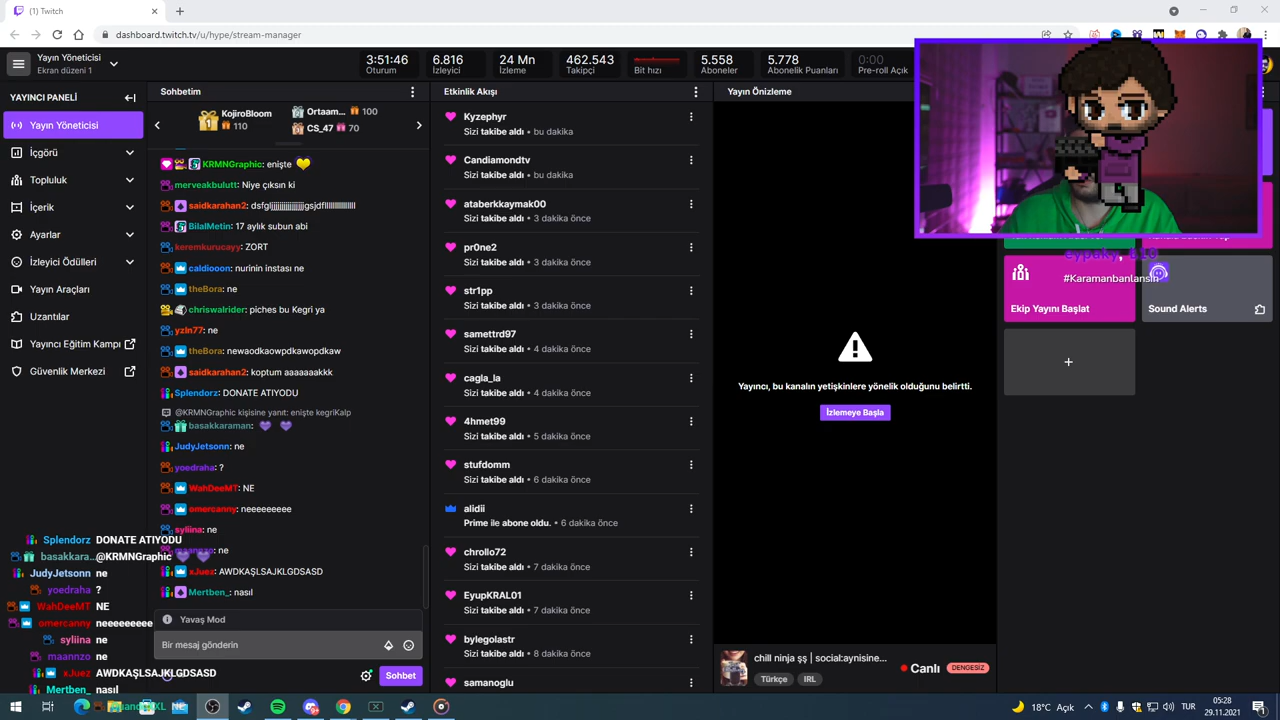 (1) Twitch
dashboard.twitch.tv/u/hype/stream-manager
Yayın Yöneticisi
Ekran düzeni 1
3:51:46
Oturum
6.816
İzleyici
24 Mn
İzleme
462.543
Takipçi
Bit hızı
5.558
Aboneler
5.778
Abonelik Puanları
0:00
Pre-roll Açık
YAYINCI PANELİ
Yayın Yöneticisi
İçgörü
Topluluk
İçerik
Ayarlar
İzleyici Ödülleri
Yayın Araçları
Uzantılar
Yayıncı Eğitim Kampı
Güvenlik Merkezi
Sohbetim
KojiroBloom
110
Ortaam... 100
CS_47 70
KRMNGraphic: enişte
merveakbulutt: Niye çıksın ki
BilalMetin: 17 aylık subun abi
keremkurucayy: ZORT
caldiooon: nurinin instası ne
theBora: ne
chriswalrider: piches bu Kegri ya
yzln77: ne
theBora: newaodkaowpdkawopdkaw
saidkarahan2: koptum aaaaaaakkk
Splendorz: DONATE ATIYODU
@KRMNGraphic kişisine yanıt: enişte kegriKalp
basakkaraman:
JudyJetsonn: ne
yoedraha: ?
WahDeeMT: NE
omercanny: neeeeeeeee
syliina: ne
ne
xJuez: AWDKAŞLSAJKLGDSASD
Mertben_: nasıl
Yavaş Mod
Bir mesaj gönderin
Sohbet
Splendorz DONATE ATIYODU
basakkara... @KRMNGraphic
JudyJetsonn ne
yoedraha ?
WahDeeMT NE
omercanny neeeeeeeee
syliina ne
maannzo ne
xJuez AWDKAŞLSAJKLGDSASD
Mertben_ nasıl
Etkinlik Akışı
Kyzephyr
Sizi takibe aldı • bu dakika
Candiamondtv
Sizi takibe aldı • bu dakika
ataberkkaymak00
Sizi takibe aldı • 3 dakika önce
pr0ne2
Sizi takibe aldı • 3 dakika önce
str1pp
Sizi takibe aldı • 3 dakika önce
samettrd97
Sizi takibe aldı • 4 dakika önce
cagla_la
Sizi takibe aldı • 4 dakika önce
4hmet99
Sizi takibe aldı • 5 dakika önce
stufdomm
Sizi takibe aldı • 6 dakika önce
alidii
Prime ile abone oldu. • 6 dakika önce
chrollo72
Sizi takibe aldı • 7 dakika önce
EyupKRAL01
Sizi takibe aldı • 7 dakika önce
bylegolastr
Sizi takibe aldı • 8 dakika önce
samanoglu
Yayın Önizleme
Yayıncı, bu kanalın yetişkinlere yönelik olduğunu belirtti.
İzlemeye Başla
chill ninja şş | social:aynisine...
Türkçe
IRL
Canlı
DENGESİZ
#Karamanbanlansin
Ekip Yayını Başlat
Sound Alerts
18°C Açık
TUR
05:28
29.11.2021